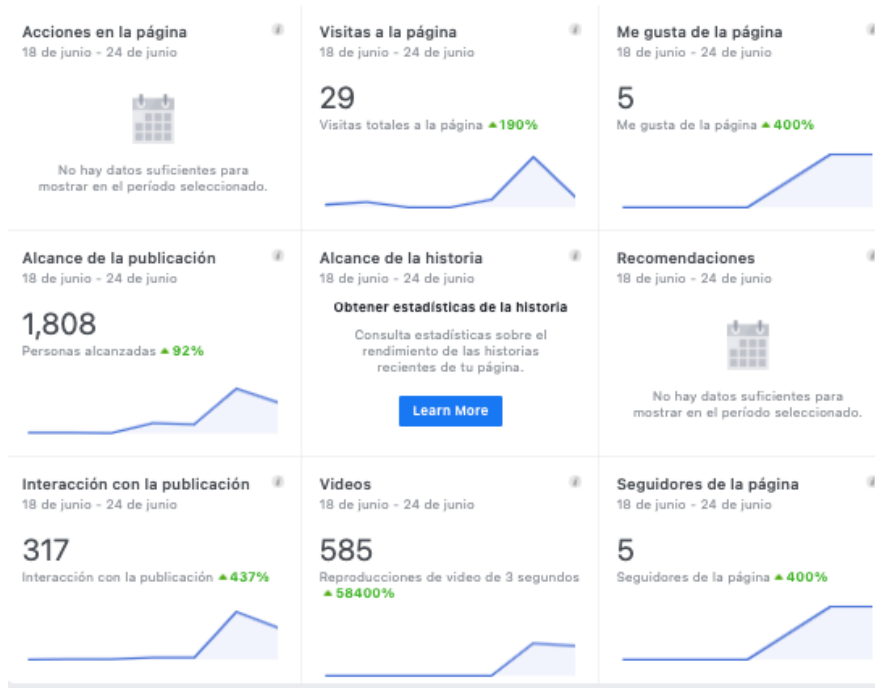 Acciones en la página
18 de junio - 24 de junio
No hay datos suficientes para
mostrar en el período seleccionado.
Visitas a la página
18 de junio - 24 de junio
29
Visitas totales a la página ▲190%
Me gusta de la página
18 de junio - 24 de junio
5
Me gusta de la página ▲400%
Alcance de la publicación
18 de junio - 24 de junio
1,808
Personas alcanzadas ▲92%
Alcance de la historia
18 de junio - 24 de junio
Obtener estadísticas de la historia
Consulta estadísticas sobre el
rendimiento de las historias
recientes de tu página.
Learn More
Recomendaciones
18 de junio - 24 de junio
No hay datos suficientes para
mostrar en el período seleccionado.
Interacción con la publicación
18 de junio - 24 de junio
317
Interacción con la publicación ▲437%
Videos
18 de junio - 24 de junio
585
Reproducciones de video de 3 segundos
▲58400%
Seguidores de la página
18 de junio - 24 de junio
5
Seguidores de la página ▲400%